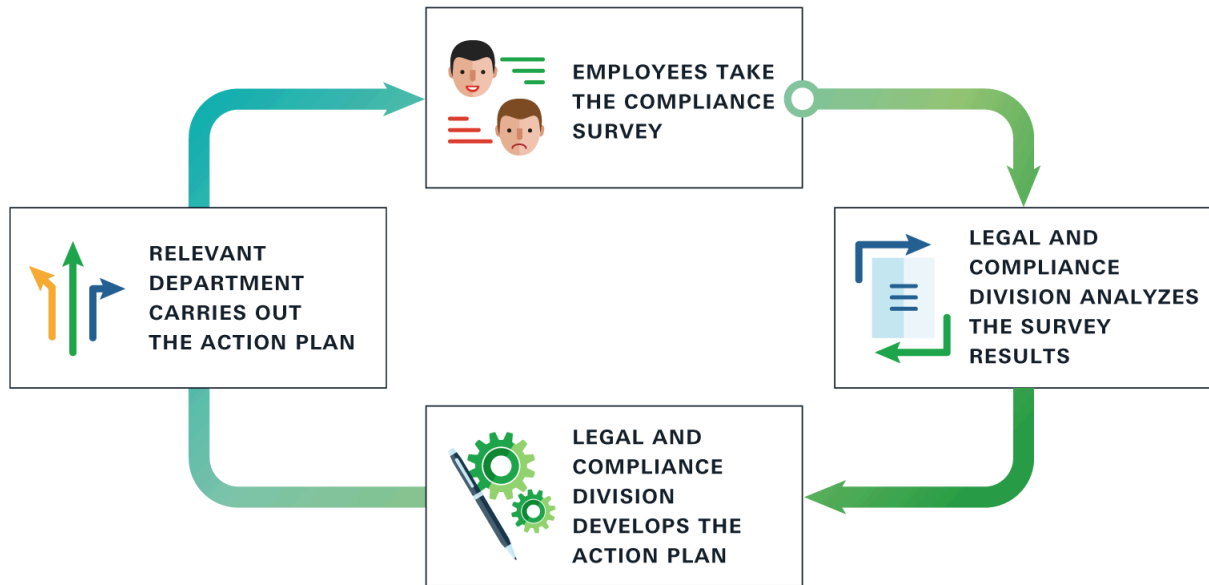 EMPLOYEES TAKE
THE COMPLIANCE
SURVEY
LEGAL AND
COMPLIANCE
DIVISION ANALYZES
THE SURVEY
RESULTS
LEGAL AND
COMPLIANCE
DIVISION
DEVELOPS THE
ACTION PLAN
RELEVANT
DEPARTMENT
CARRIES OUT
THE ACTION PLAN